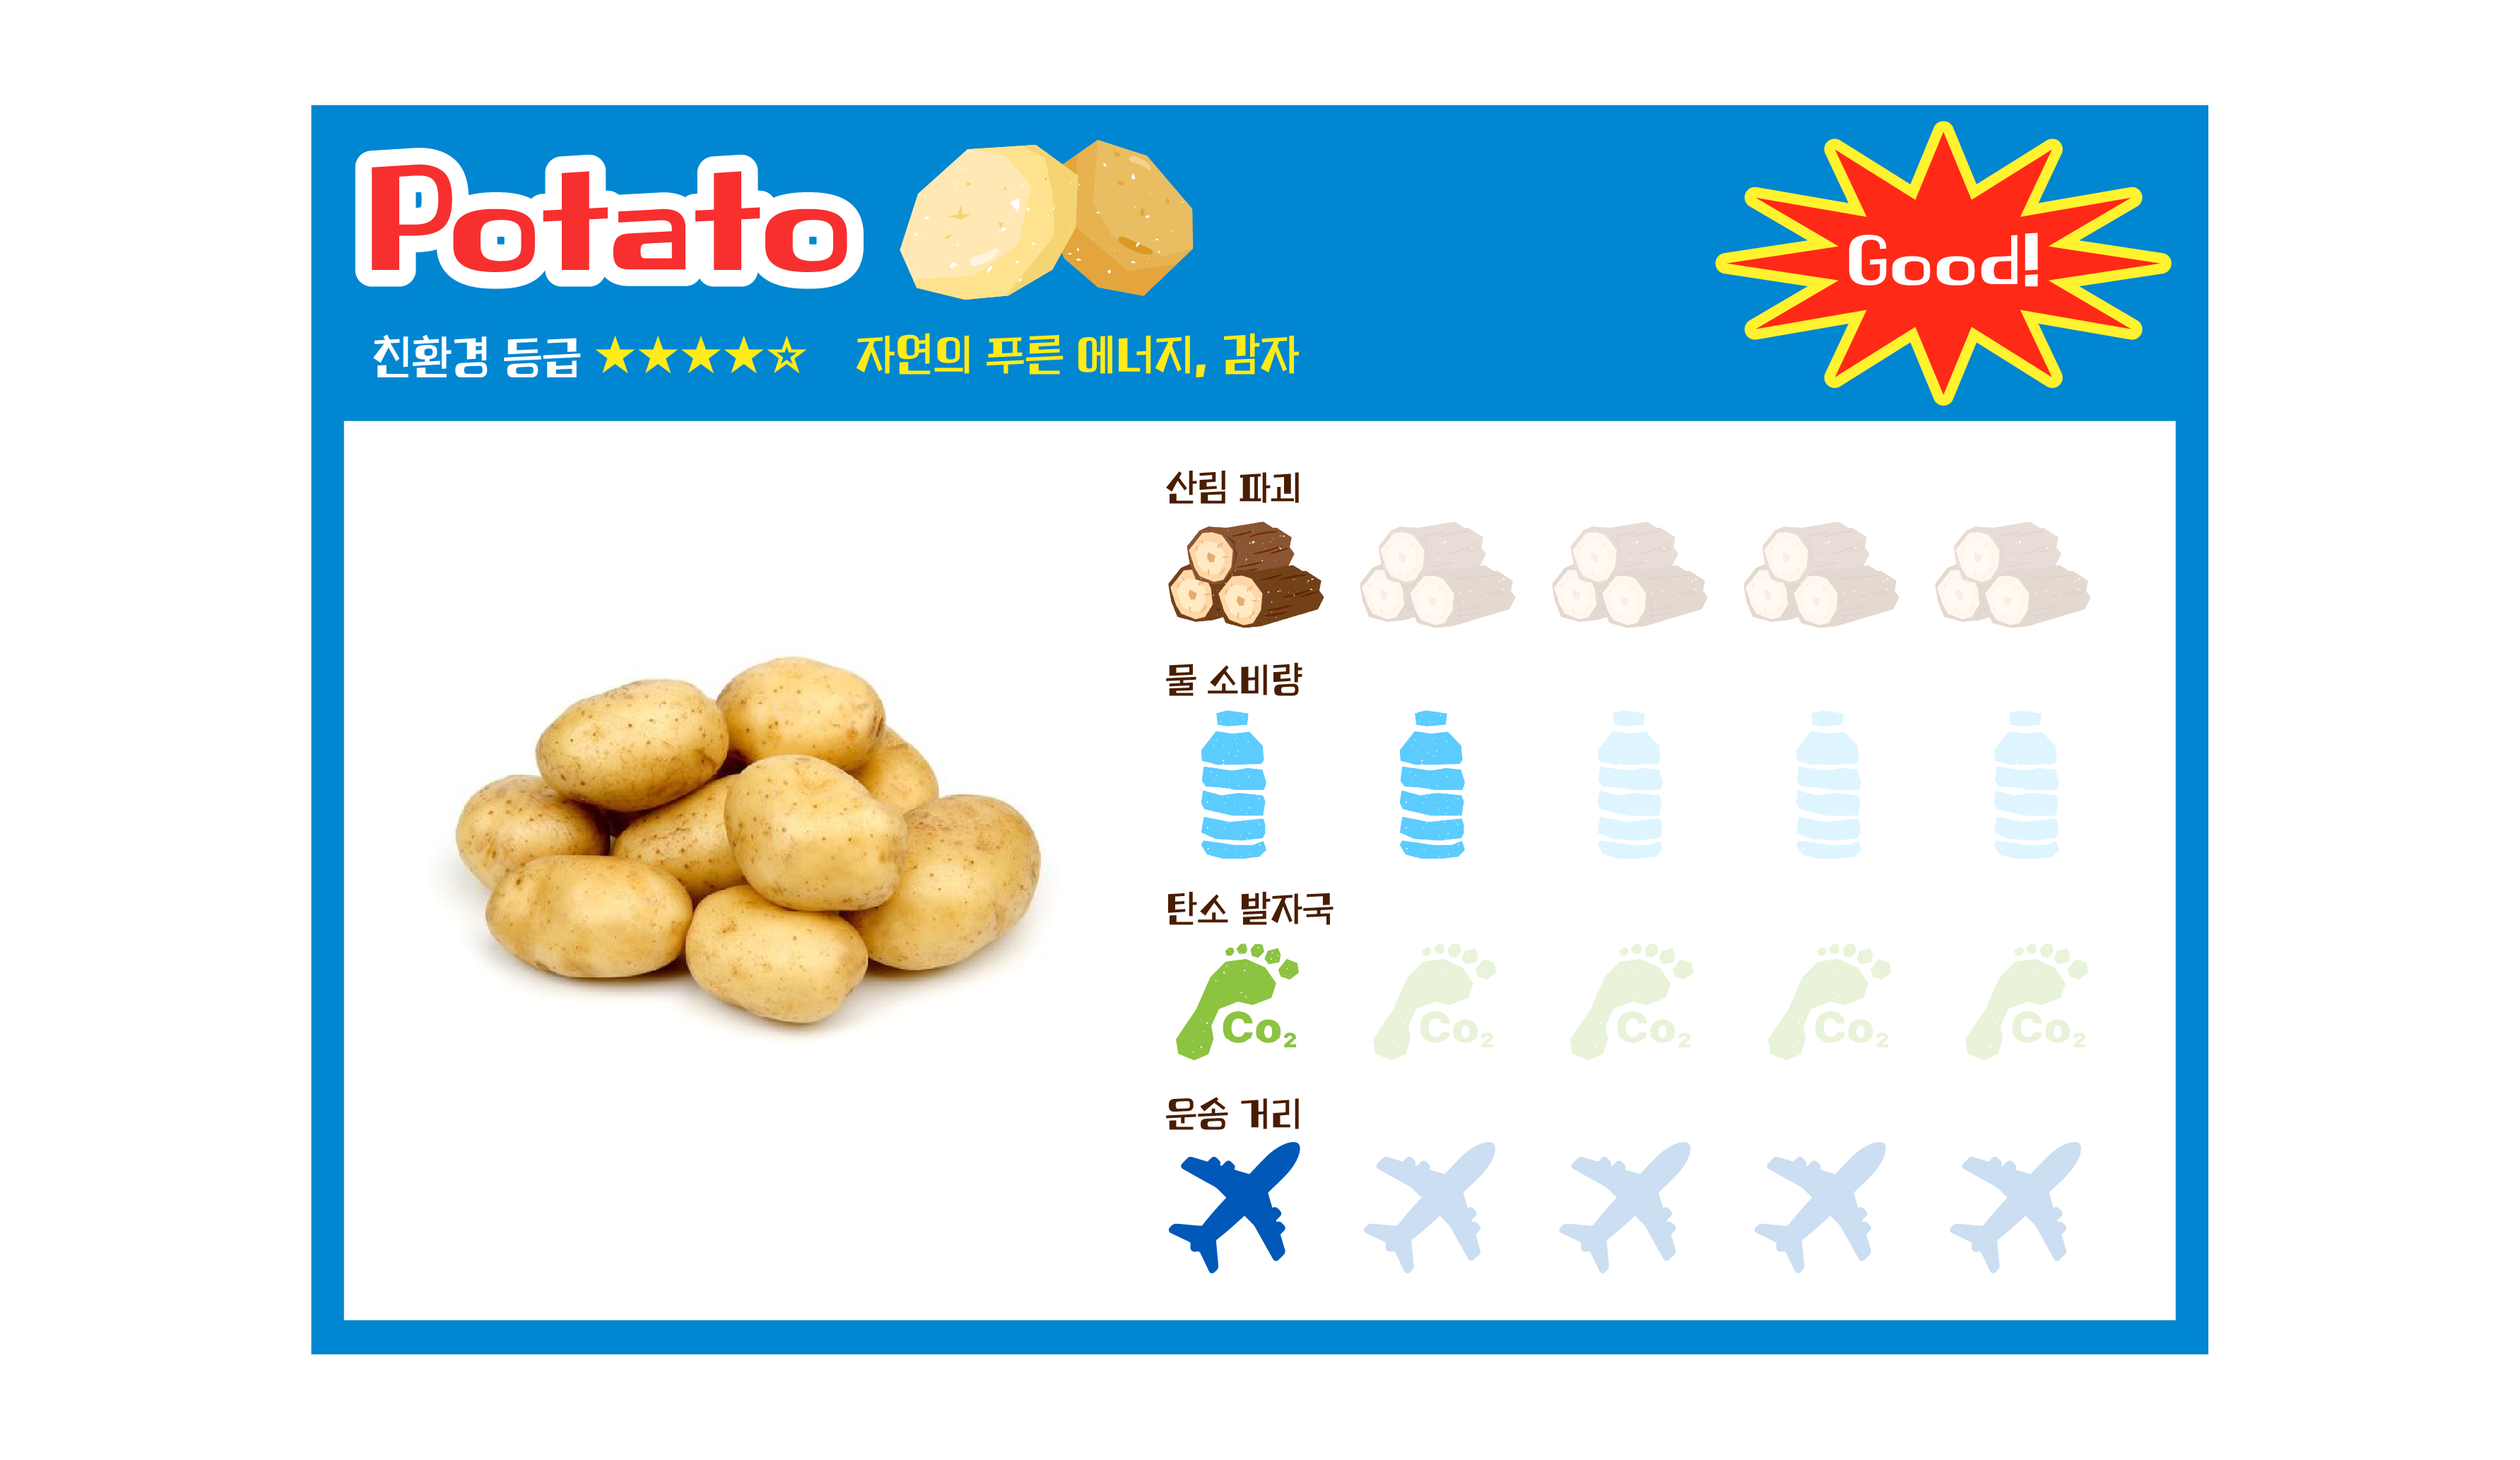 Potato
Good!
친환경 등급 ★★★★☆ 자연의 푸른 에너지, 감자
산림 파괴
물 소비량
탄소 발자국
Co₂ Co₂ Co₂ Co₂ Co₂
운송 거리